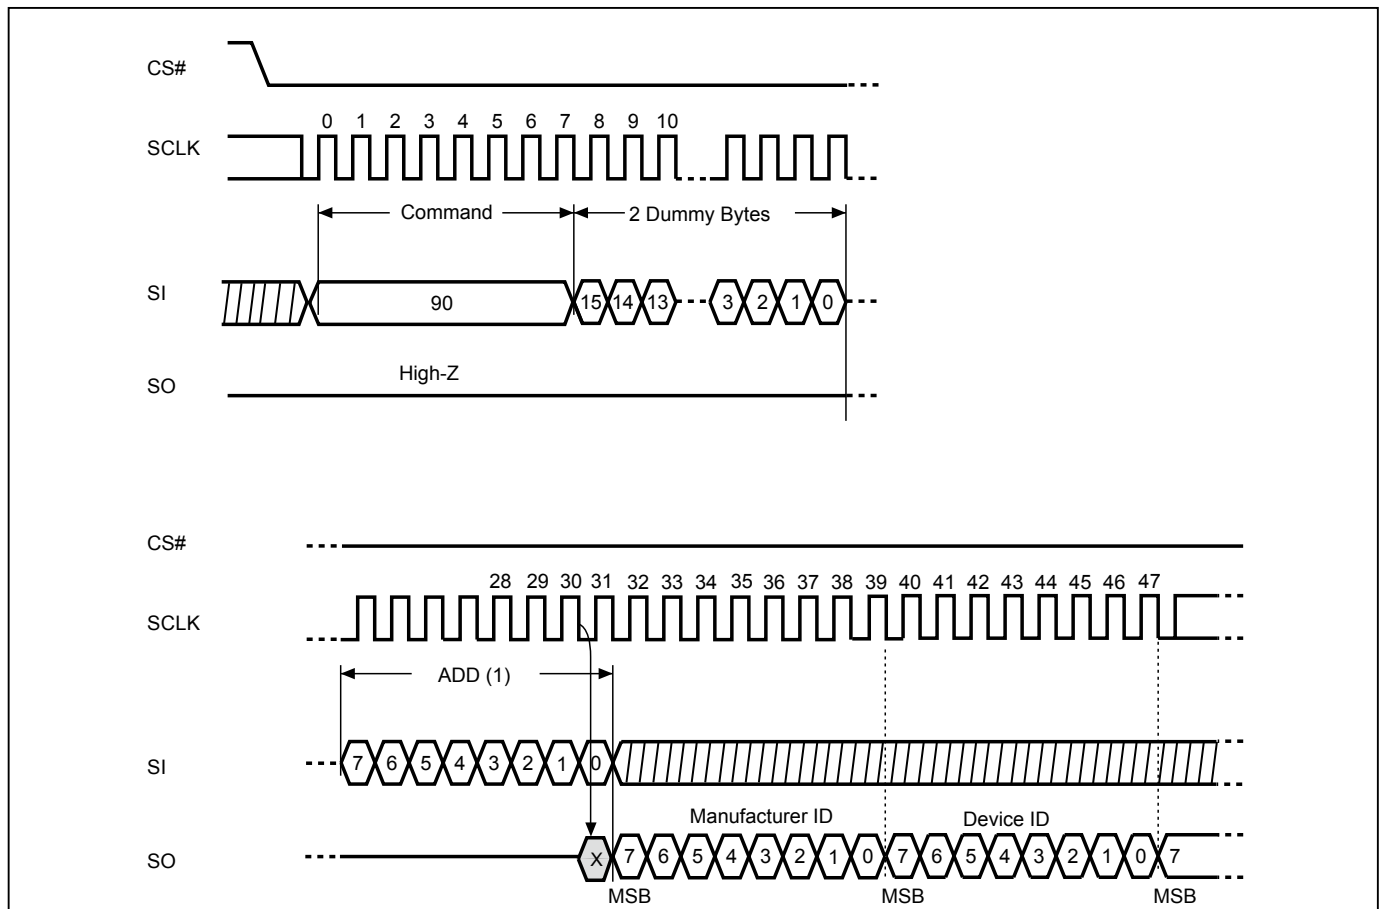 CS#
0 1 2 3 4 5 6 7 8 9 10
SCLK
Command
2 Dummy Bytes
SI
90
15 14 13 3 2 1 0
High-Z
SO
CS#
28 29 30 31 32 33 34 35 36 37 38 39 40 41 42 43 44 45 46 47
SCLK
ADD (1)
SI
7 6 5 4 3 2 1 0
Manufacturer ID
Device ID
SO
X 7 6 5 4 3 2 1 0 7 6 5 4 3 2 1 0 7
MSB
MSB
MSB